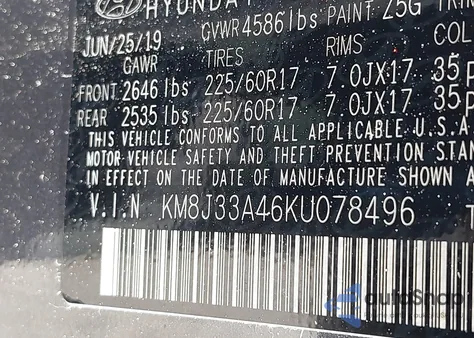 HYUNDAI
GVWR 4586 lbs PAINT Z5G
JUN/25/19
GAWR TIRES RIMS COL
FRONT 2646 lbs 225/60R17 7.0JX17 35
REAR 2535 lbs - 225/60R17 7.0JX17 35
THIS VEHICLE CONFORMS TO ALL APPLICABLE U.S.A
MOTOR VEHICLE SAFETY AND THEFT PREVENTION STAN
IN EFFECT ON THE DAY OF MANUFACTURE SHOWN A
V.I.N KM8J33A46KU078496
autoSnap